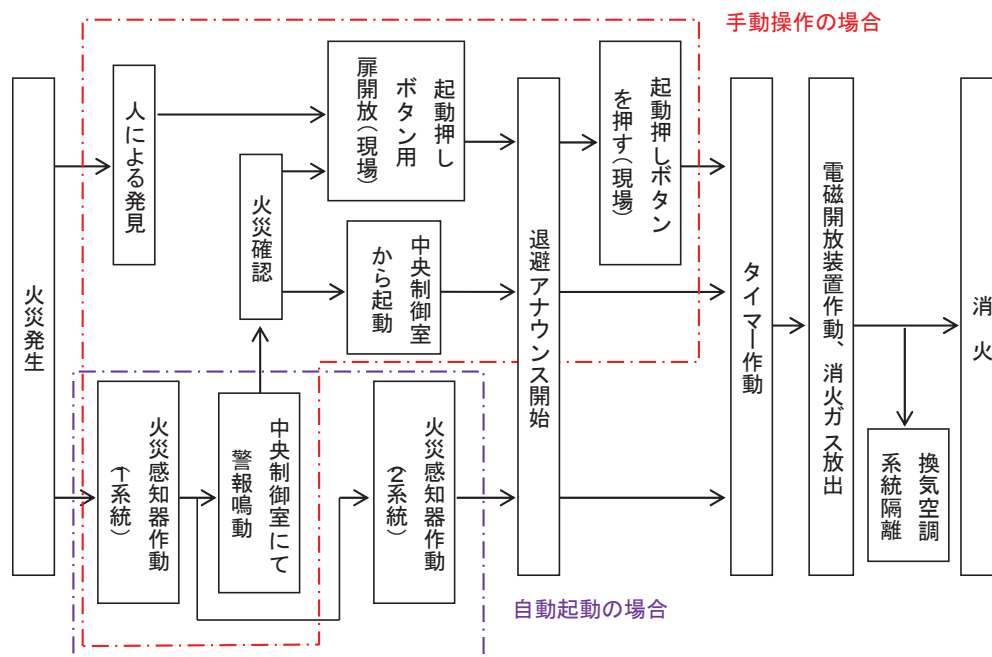 手動操作の場合
火災発生
人による発見
火災感知器作動
(1系統)
火災確認
中央制御室にて
警報鳴動
起動押し
ボタン用
扉開放(現場)
中央制御室
から起動
火災感知器作動
(2系統)
退避アナウンス開始
起動押しボタン
を押す(現場)
タイマー作動
電磁開放装置作動、消火ガス放出
換気空調
系統隔離
消火
自動起動の場合